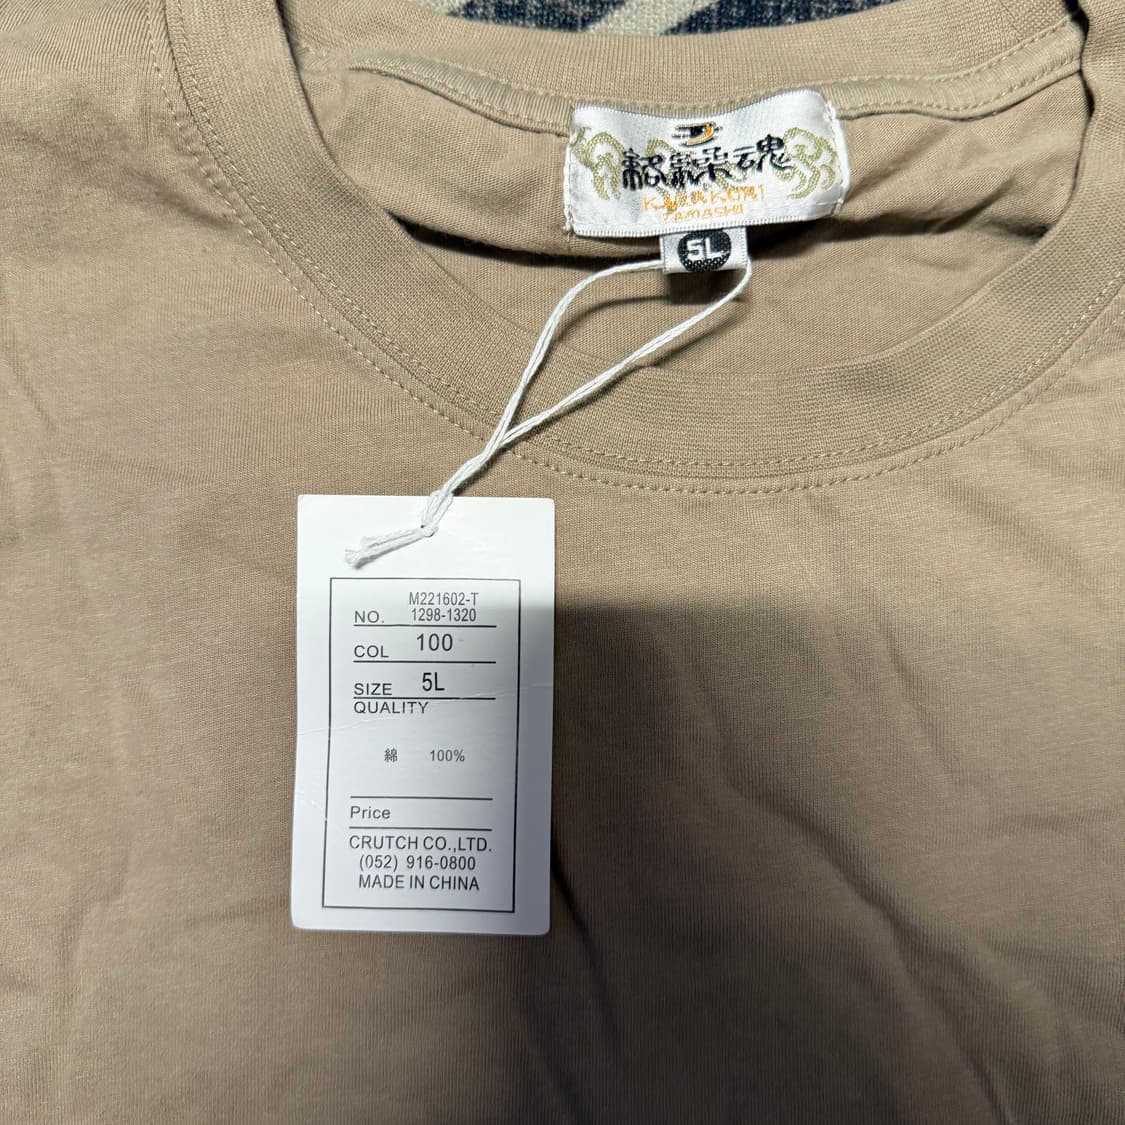 絡繰魂
KARAKURI
TAMASHII
5L
M221602-T
NO. 1298-1320
COL 100
SIZE 5L
QUALITY
綿 100%
Price
CRUTCH CO.,LTD.
(052) 916-0800
MADE IN CHINA